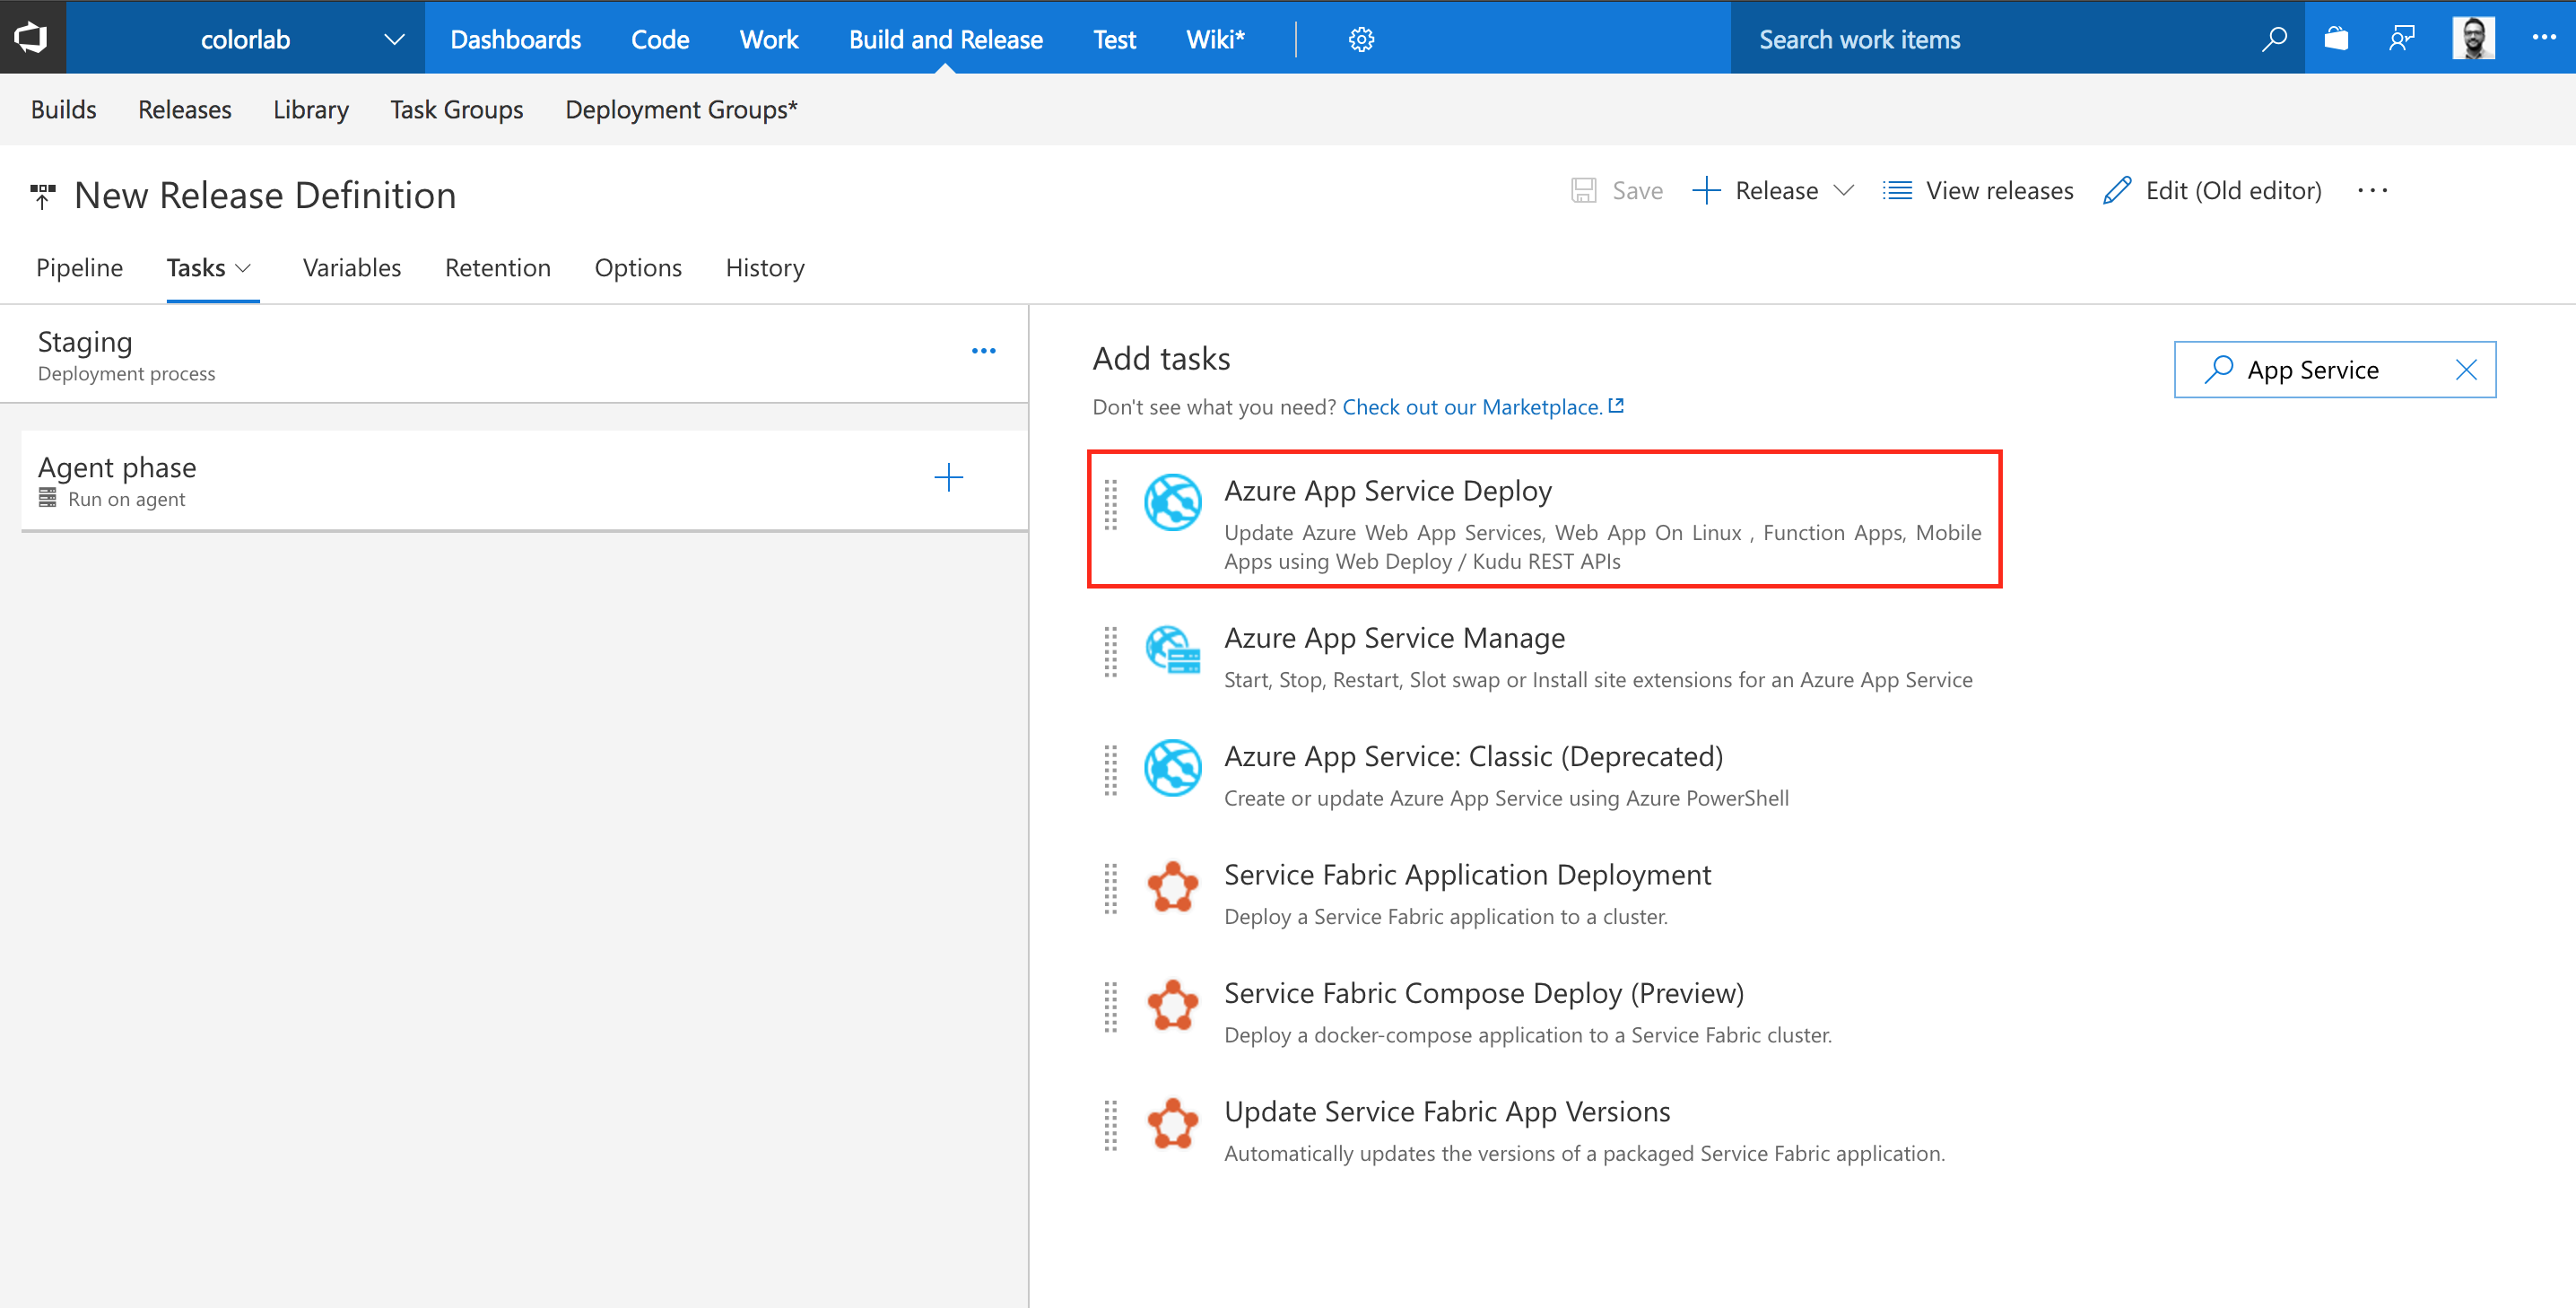 colorlab Dashboards Code Work Build and Release Test Wiki* Search work items
Builds Releases Library Task Groups Deployment Groups*
New Release Definition Save Release View releases Edit (Old editor)
Pipeline Tasks Variables Retention Options History
Staging
Deployment process
Agent phase
Run on agent
Add tasks
App Service
Don't see what you need? Check out our Marketplace.
Azure App Service Deploy
Update Azure Web App Services, Web App On Linux , Function Apps, Mobile
Apps using Web Deploy / Kudu REST APIs
Azure App Service Manage
Start, Stop, Restart, Slot swap or Install site extensions for an Azure App Service
Azure App Service: Classic (Deprecated)
Create or update Azure App Service using Azure PowerShell
Service Fabric Application Deployment
Deploy a Service Fabric application to a cluster.
Service Fabric Compose Deploy (Preview)
Deploy a docker-compose application to a Service Fabric cluster.
Update Service Fabric App Versions
Automatically updates the versions of a packaged Service Fabric application.